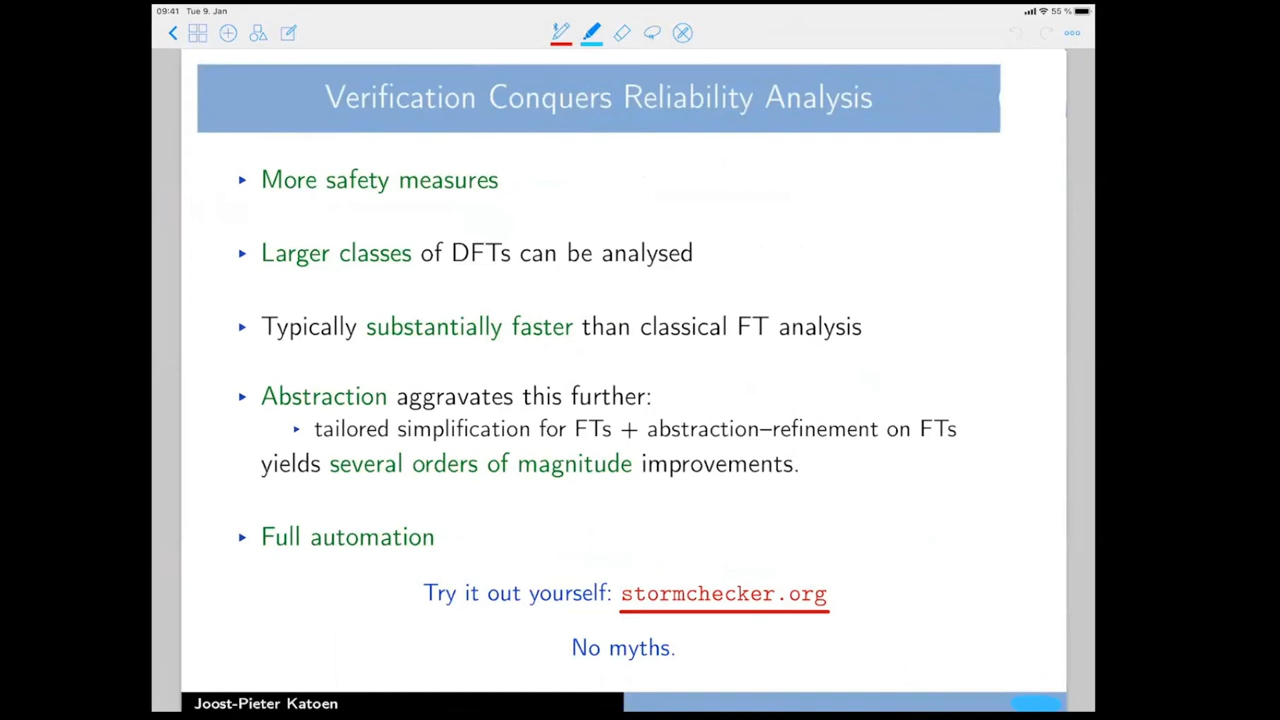 09:41 Tue 9. Jan 55 %
Verification Conquers Reliability Analysis
More safety measures
Larger classes of DFTs can be analysed
Typically substantially faster than classical FT analysis
Abstraction aggravates this further:
tailored simplification for FTs + abstraction–refinement on FTs
yields several orders of magnitude improvements.
Full automation
Try it out yourself: stormchecker.org
No myths.
Joost-Pieter Katoen